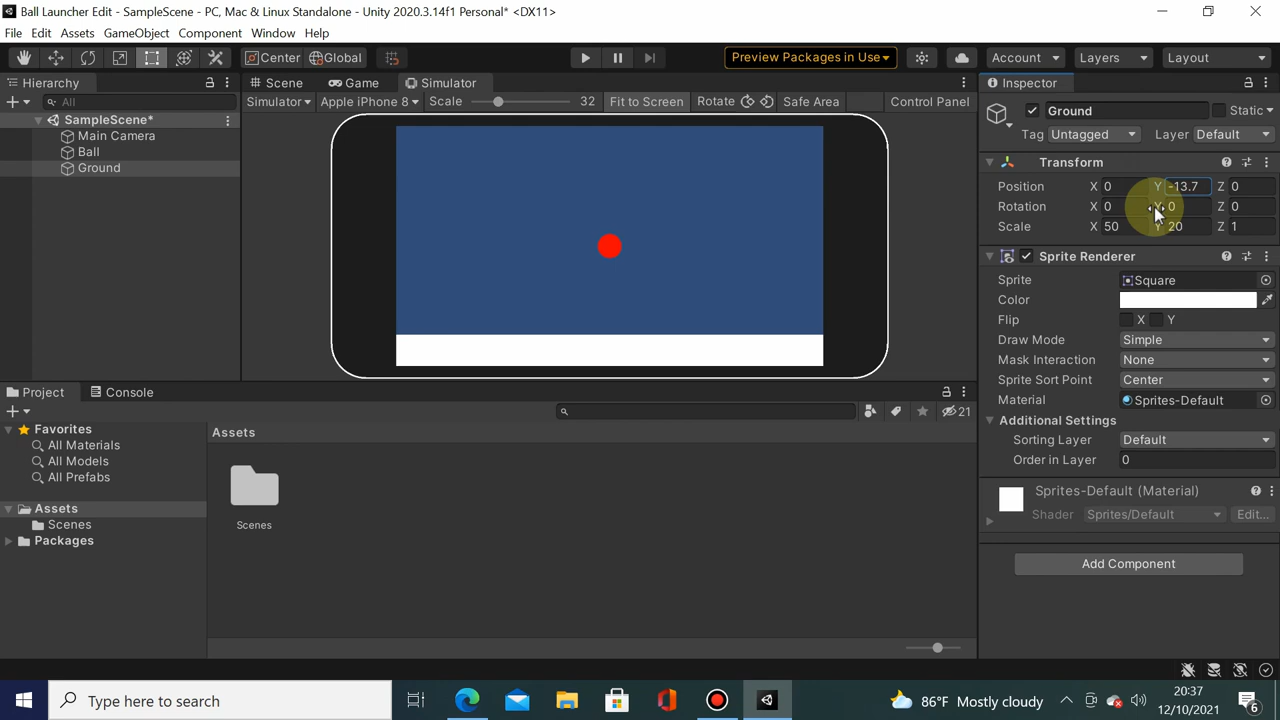 Ball Launcher Edit - SampleScene - PC, Mac & Linux Standalone - Unity 2020.3.14f1 Personal* <DX11>
File Edit Assets GameObject Component Window Help
Center Global Preview Packages in Use Account Layers Layout
Hierarchy
All
SampleScene*
Main Camera
Ball
Ground
Scene Game Simulator
Simulator Apple iPhone 8 Scale 32 Fit to Screen Rotate Safe Area Control Panel
Inspector
Ground Static
Tag Untagged Layer Default
Transform
Position X 0 Y -13.7 Z 0
Rotation X 0 Y 0 Z 0
Scale X 50 Y 20 Z 1
Sprite Renderer
Sprite Square
Color
Flip X Y
Draw Mode Simple
Mask Interaction None
Sprite Sort Point Center
Material Sprites-Default
Additional Settings
Sorting Layer Default
Order in Layer 0
Sprites-Default (Material)
Shader Sprites/Default Edit...
Add Component
Project Console
21
Favorites
All Materials
All Models
All Prefabs
Assets
Scenes
Packages
Assets
Scenes
Type here to search
86°F Mostly cloudy
20:37
12/10/2021
6